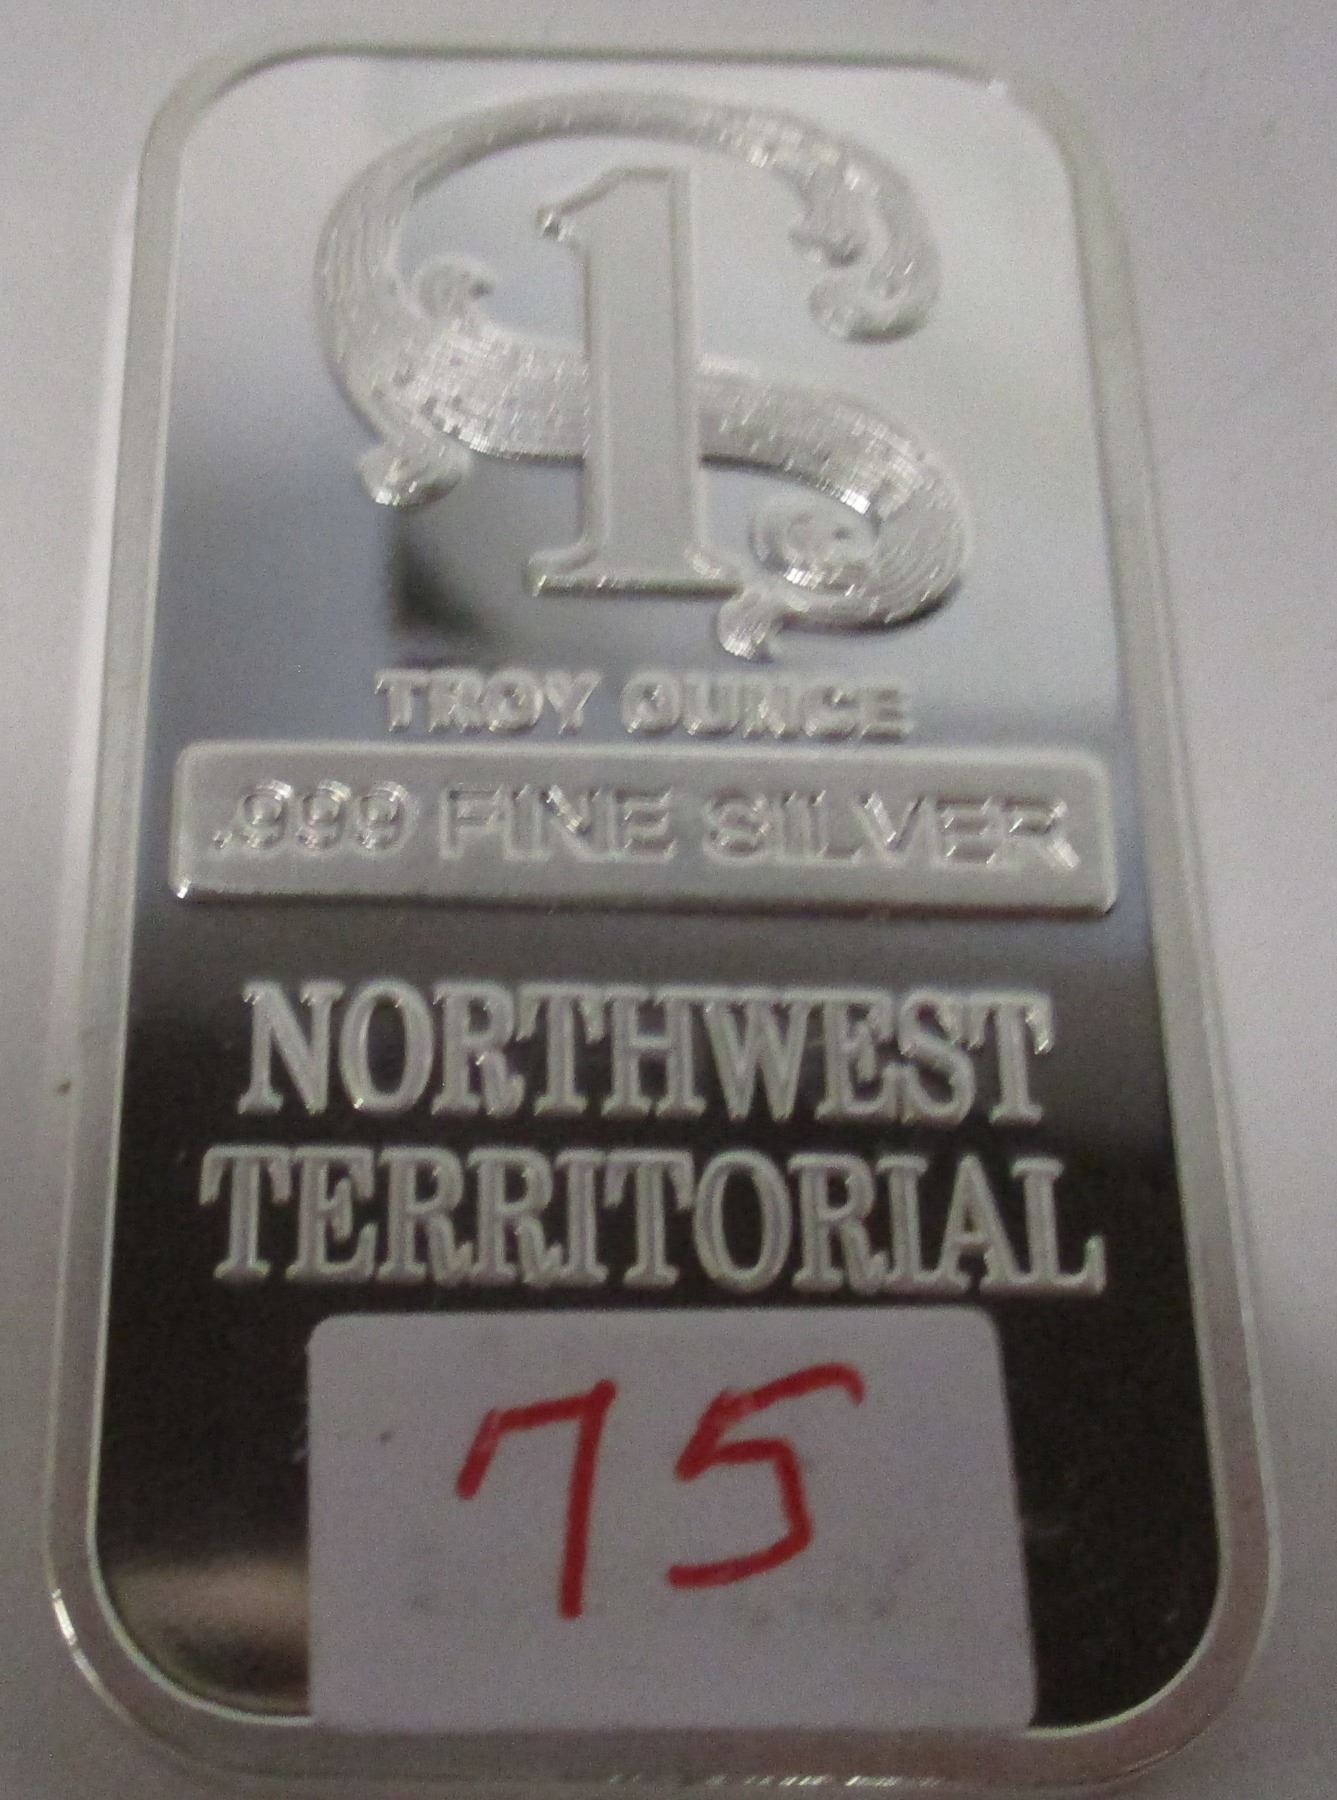 1
TROY OUNCE
.999 FINE SILVER
NORTHWEST
TERRITORIAL
75